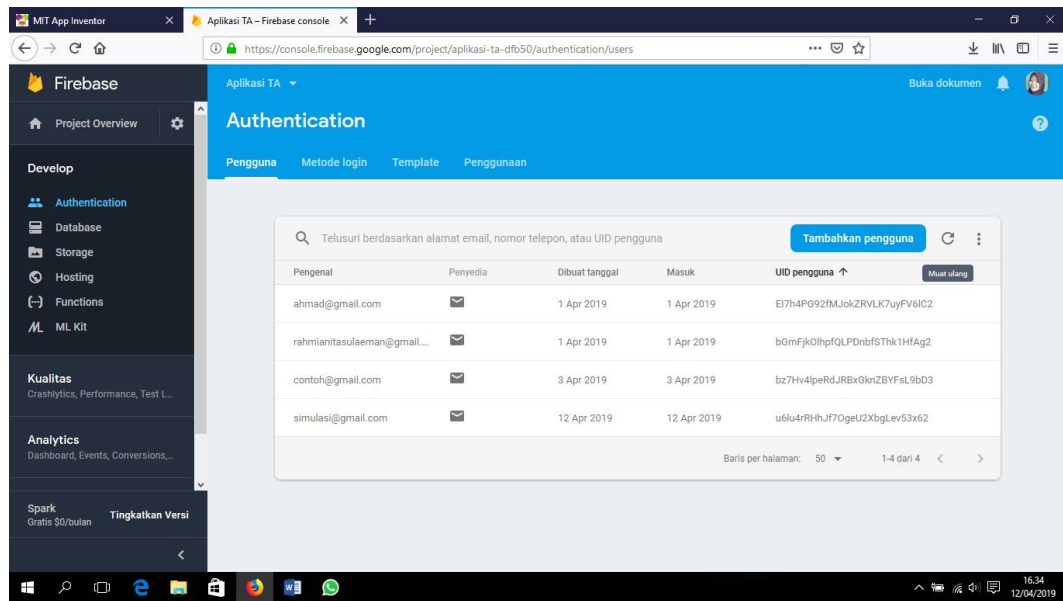 MIT App Inventor
Aplikasi TA – Firebase console
https://console.firebase.google.com/project/aplikasi-ta-dfb50/authentication/users
Firebase
Aplikasi TA
Buka dokumen
Project Overview
Authentication
Pengguna Metode login Template Penggunaan
Develop
Authentication
Database
Storage
Hosting
Functions
ML Kit
Kualitas
Crashlytics, Performance, Test L...
Analytics
Dashboard, Events, Conversions,...
Spark
Gratis $0/bulan
Tingkatkan Versi
Telusuri berdasarkan alamat email, nomor telepon, atau UID pengguna
Tambahkan pengguna
Pengenal Penyedia Dibuat tanggal Masuk UID pengguna
Muat ulang
ahmad@gmail.com 1 Apr 2019 1 Apr 2019 EI7h4PG92fMJokZRVLK7uyFV6lC2
rahmianitasulaeman@gmail.... 1 Apr 2019 1 Apr 2019 bGmFjkOlhpfQLPDnbfSThk1HfAg2
contoh@gmail.com 3 Apr 2019 3 Apr 2019 bz7Hv4lpeRdJRBxGknZBYFsL9bD3
simulasi@gmail.com 12 Apr 2019 12 Apr 2019 u6lu4rRHhJf7OgeU2XbgLev53x62
Baris per halaman: 50 1-4 dari 4
16.34
12/04/2019